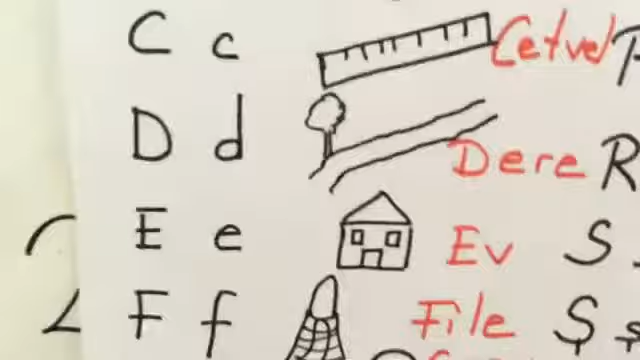 C c Cetvel
D d Dere R
E e Ev S
F f File Ş ş